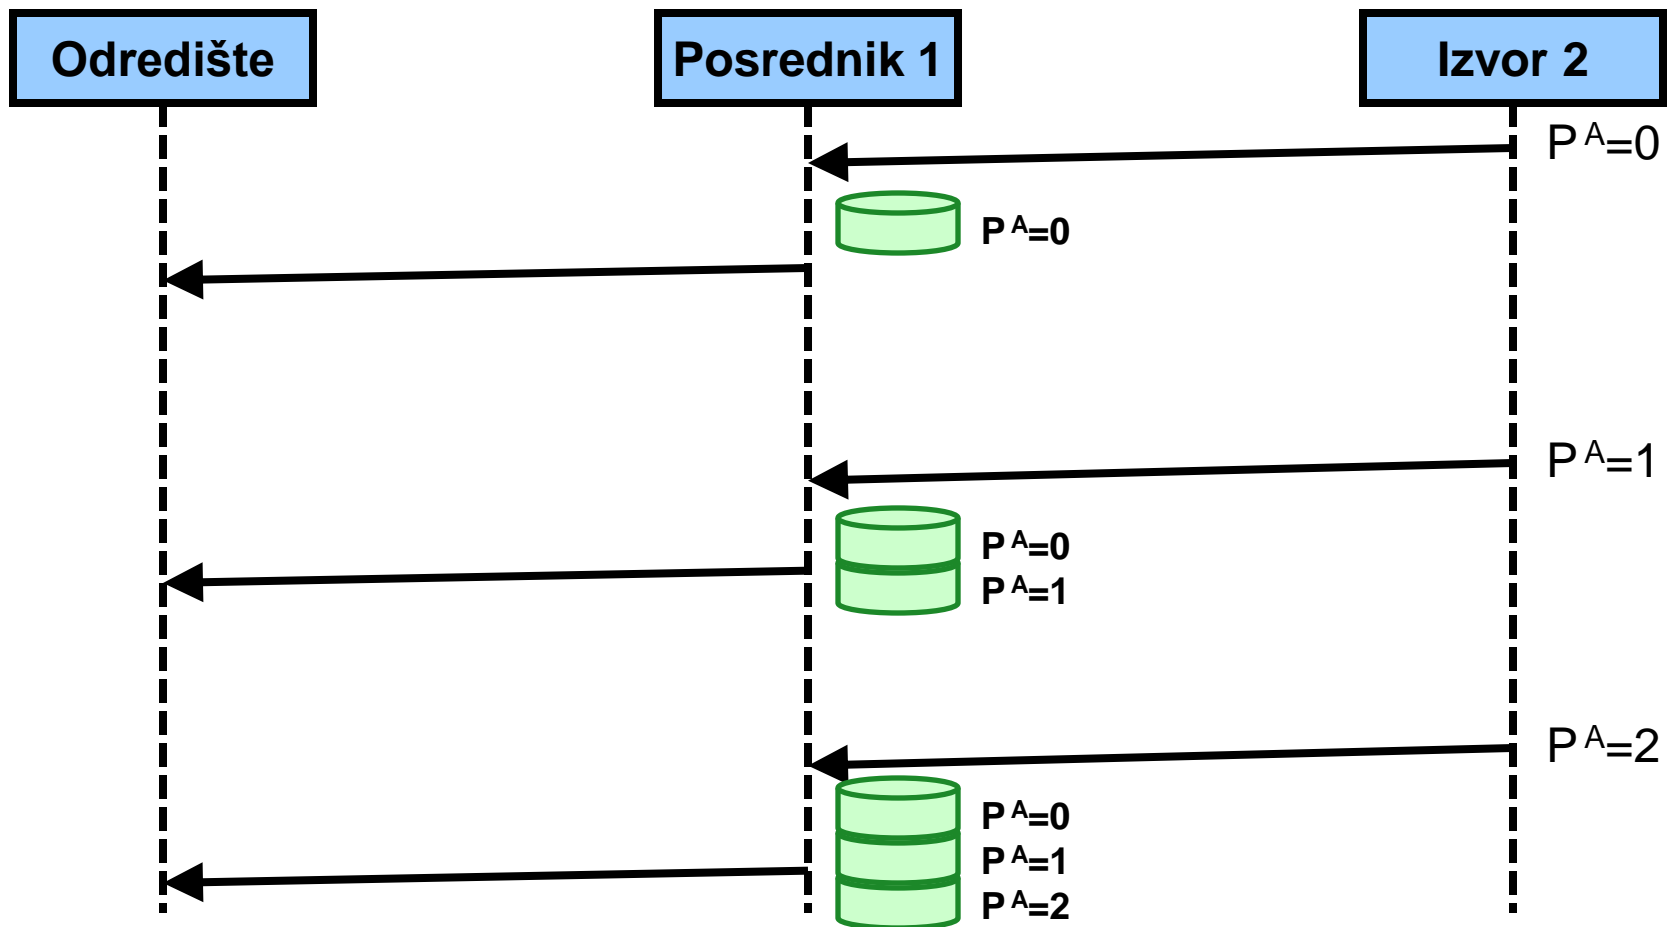 Odredište
Posrednik 1
Izvor 2
P A=0
P A=0
P A=1
P A=0
P A=1
P A=2
P A=0
P A=1
P A=2